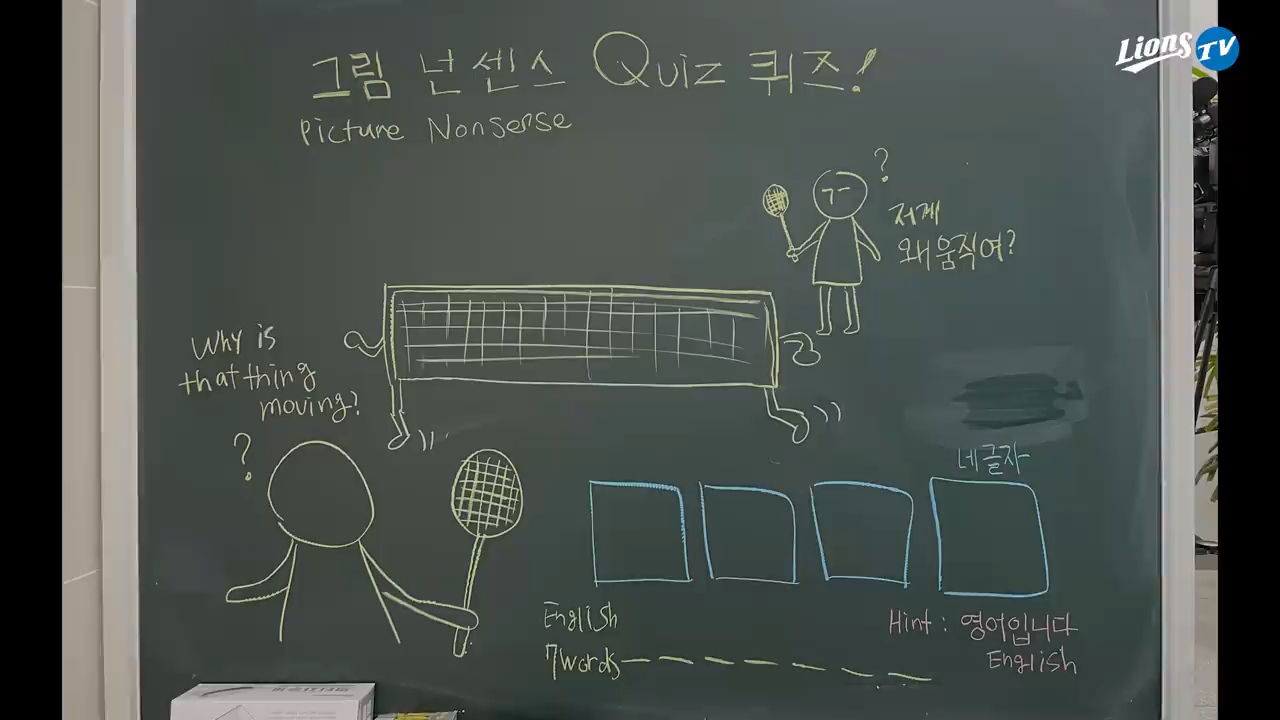 Lions TV
그림 넌센스 Quiz 퀴즈!
Picture Nonsense
?
저게
왜 움직여?
Why is
that thing
moving?
?
네글자
English
7words
Hint : 영어입니다
English